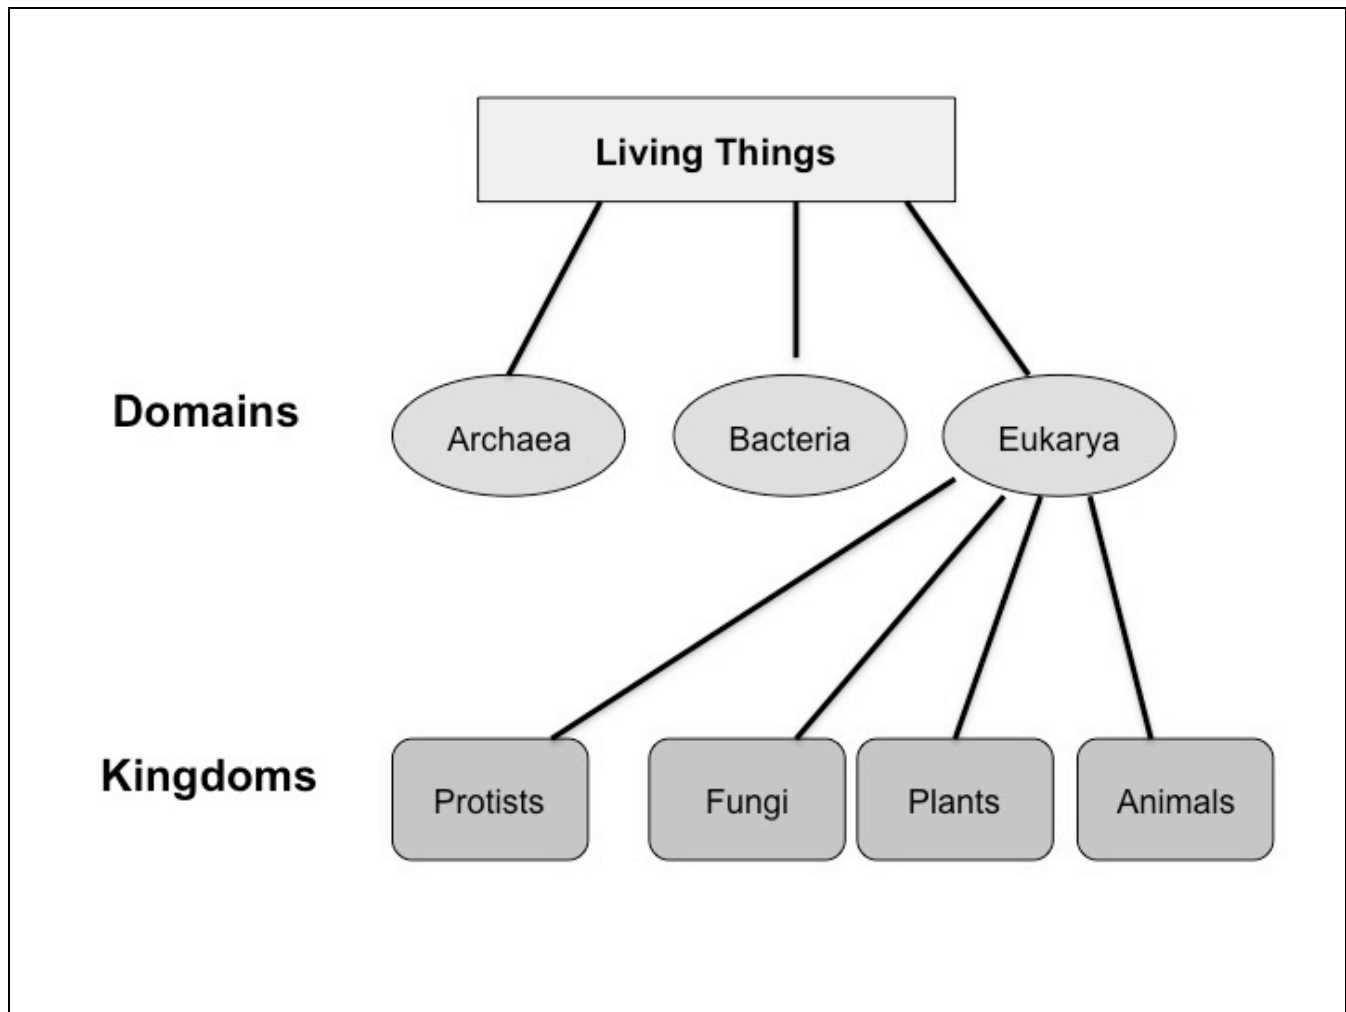 Living Things
Domains
Archaea
Bacteria
Eukarya
Kingdoms
Protists
Fungi
Plants
Animals